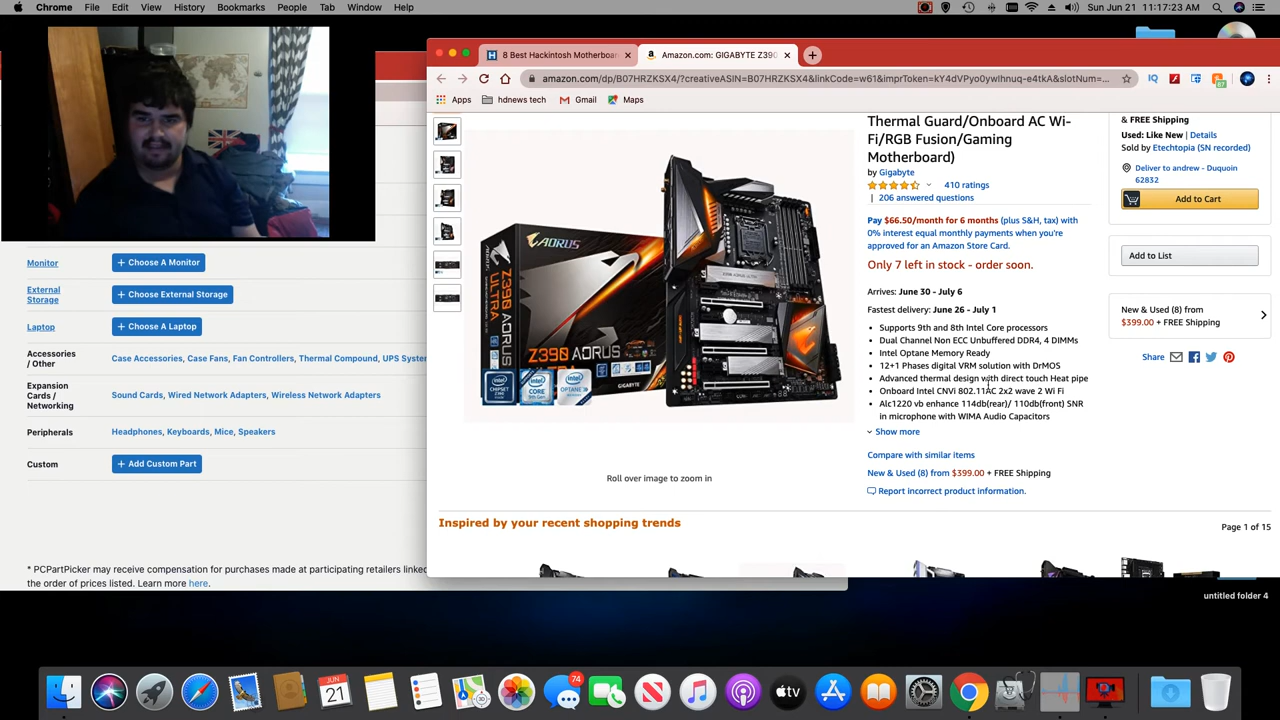 Chrome File Edit View History Bookmarks People Tab Window Help
Sun Jun 21 11:17:23 AM
8 Best Hackintosh Motherboa
Amazon.com: GIGABYTE Z390
amazon.com/dp/B07HRZKSX4/?creativeASIN=B07HRZKSX4&linkCode=w61&imprToken=kY4dVPyo0ywlhnuq-e4tkA&slotNum=...
Apps hdnews tech Gmail Maps
Thermal Guard/Onboard AC Wi-
Fi/RGB Fusion/Gaming
Motherboard)
by Gigabyte
410 ratings
| 206 answered questions
Pay $66.50/month for 6 months (plus S&H, tax) with
0% interest equal monthly payments when you're
approved for an Amazon Store Card.
Only 7 left in stock - order soon.
Arrives: June 30 - July 6
Fastest delivery: June 26 - July 1
• Supports 9th and 8th Intel Core processors
• Dual Channel Non ECC Unbuffered DDR4, 4 DIMMs
• Intel Optane Memory Ready
• 12+1 Phases digital VRM solution with DrMOS
• Advanced thermal design with direct touch Heat pipe
• Onboard Intel CNVi 802.11AC 2x2 wave 2 Wi Fi
• Alc1220 vb enhance 114db(rear)/ 110db(front) SNR
in microphone with WIMA Audio Capacitors
Show more
Compare with similar items
New & Used (8) from $399.00 + FREE Shipping
Report incorrect product information.
& FREE Shipping
Used: Like New | Details
Sold by Etechtopia (SN recorded)
Deliver to andrew - Duquoin
62832
Add to Cart
Add to List
New & Used (8) from
$399.00 + FREE Shipping
Share
AORUS
Z390 AORUS
ULTRA
Z390 AORUS
GIGABYTE
Roll over image to zoom in
Inspired by your recent shopping trends
Page 1 of 15
Monitor + Choose A Monitor
External
Storage
+ Choose External Storage
Laptop + Choose A Laptop
Accessories
/ Other
Case Accessories, Case Fans, Fan Controllers, Thermal Compound, UPS System
Expansion
Cards /
Networking
Sound Cards, Wired Network Adapters, Wireless Network Adapters
Peripherals Headphones, Keyboards, Mice, Speakers
Custom + Add Custom Part
* PCPartPicker may receive compensation for purchases made at participating retailers linked
the order of prices listed. Learn more here.
untitled folder 4
JUN
21
74
tv